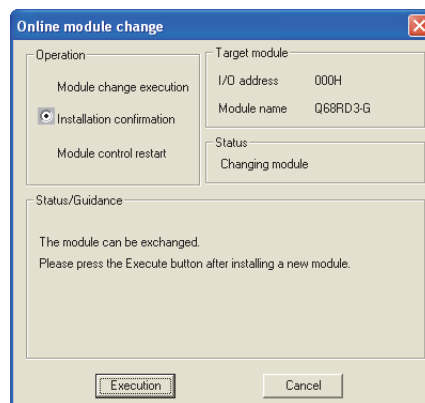 Online module change
Operation
Module change execution
Installation confirmation
Module control restart
Target module
I/O address 000H
Module name Q68RD3-G
Status
Changing module
Status/Guidance
The module can be exchanged.
Please press the Execute button after installing a new module.
Execution Cancel